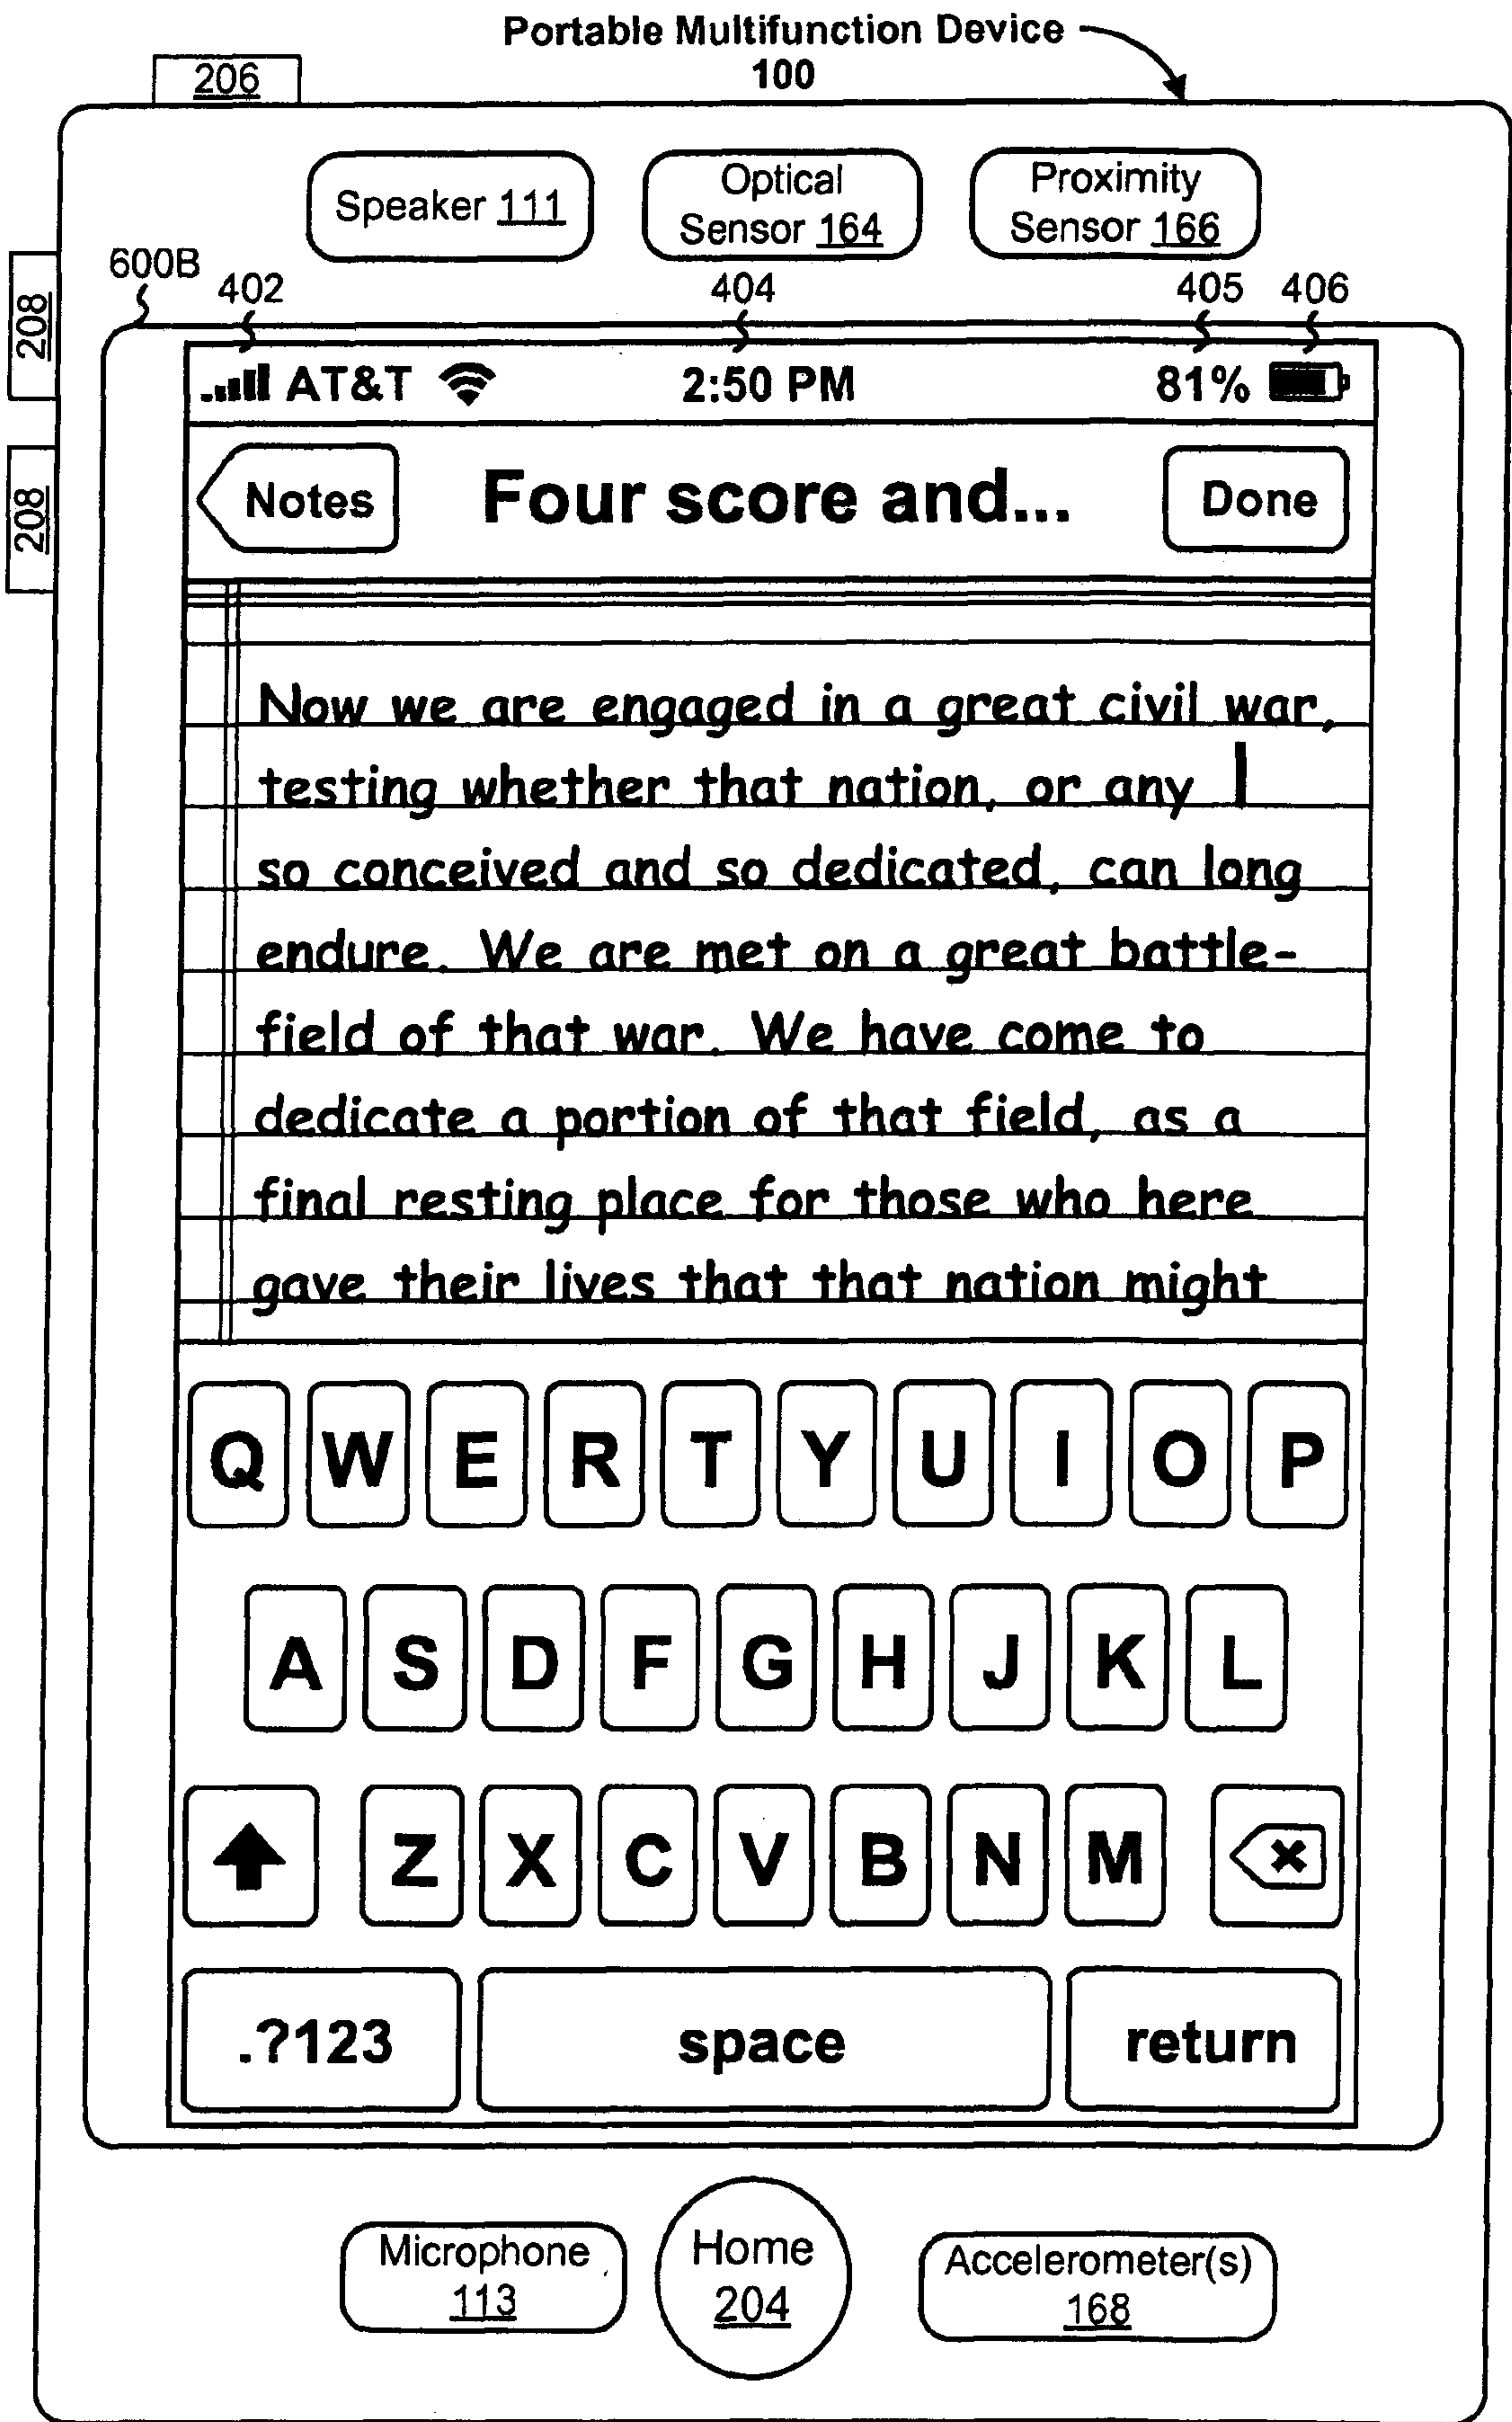 Portable Multifunction Device
100
206
Speaker 111
Optical
Sensor 164
Proximity
Sensor 166
208
208
600B
402
404
405
406
AT&T
2:50 PM
81%
Notes
Four score and...
Done
Now we are engaged in a great civil war,
testing whether that nation, or any
so conceived and so dedicated, can long
endure. We are met on a great battle-
field of that war. We have come to
dedicate a portion of that field, as a
final resting place for those who here
gave their lives that that nation might
Q W E R T Y U I O P
A S D F G H J K L
Z X C V B N M
.?123
space
return
Microphone
113
Home
204
Accelerometer(s)
168